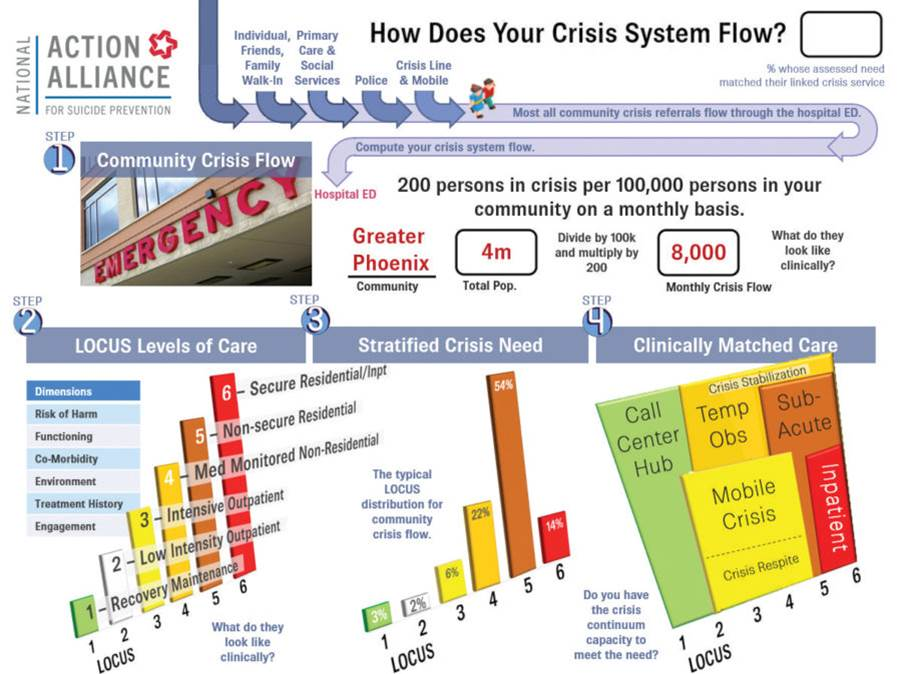 NATIONAL
ACTION
ALLIANCE
FOR SUICIDE PREVENTION
Individual,
Friends,
Family
Walk-In
Primary
Care &
Social
Services
Police
Crisis Line
& Mobile
How Does Your Crisis System Flow?
% whose assessed need
matched their linked crisis service
Most all community crisis referrals flow through the hospital ED.
Compute your crisis system flow.
Hospital ED
STEP
1
Community Crisis Flow
EMERGENCY
200 persons in crisis per 100,000 persons in your
community on a monthly basis.
Greater
Phoenix
Community
4m
Total Pop.
Divide by 100k
and multiply by
200
8,000
Monthly Crisis Flow
What do they
look like
clinically?
STEP
2
LOCUS Levels of Care
Dimensions
Risk of Harm
Functioning
Co-Morbidity
Environment
Treatment History
Engagement
6 – Secure Residential/Inpt
5 – Non-secure Residential
4 – Med Monitored Non-Residential
3 – Intensive Outpatient
2 – Low Intensity Outpatient
1 – Recovery Maintenance
1 2 3 4 5 6
LOCUS
What do they
look like
clinically?
STEP
3
Stratified Crisis Need
The typical
LOCUS
distribution for
community
crisis flow.
3%
2%
6%
22%
54%
14%
1 2 3 4 5 6
LOCUS
STEP
4
Clinically Matched Care
Crisis Stabilization
Call
Center
Hub
Temp
Obs
Sub-
Acute
Mobile
Crisis
Crisis Respite
Inpatient
1 2 3 4 5 6
LOCUS
Do you have
the crisis
continuum
capacity to
meet the need?